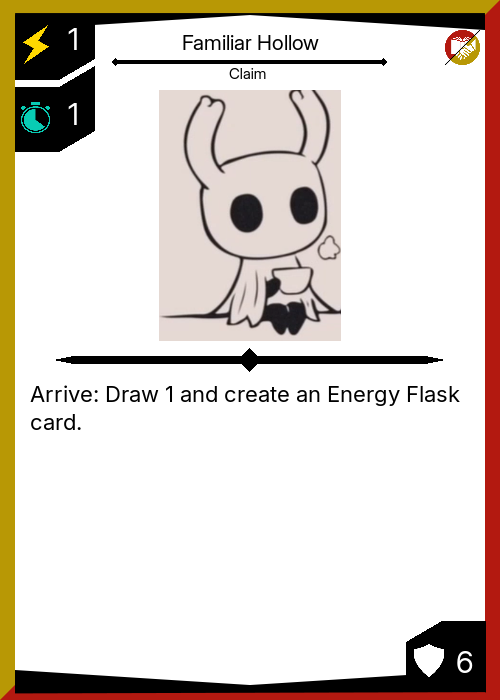 1
Familiar Hollow
Claim
1
Arrive: Draw 1 and create an Energy Flask
card.
6